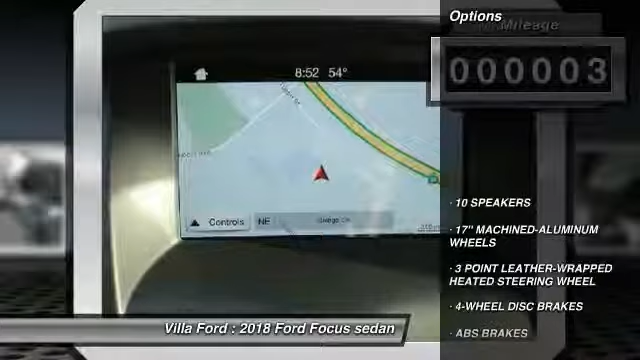 Options
Mileage
000003
8:52 54°
Controls
NE
· 10 SPEAKERS
· 17" MACHINED-ALUMINUM
WHEELS
· 3 POINT LEATHER-WRAPPED
HEATED STEERING WHEEL
· 4-WHEEL DISC BRAKES
· ABS BRAKES
Villa Ford : 2018 Ford Focus sedan